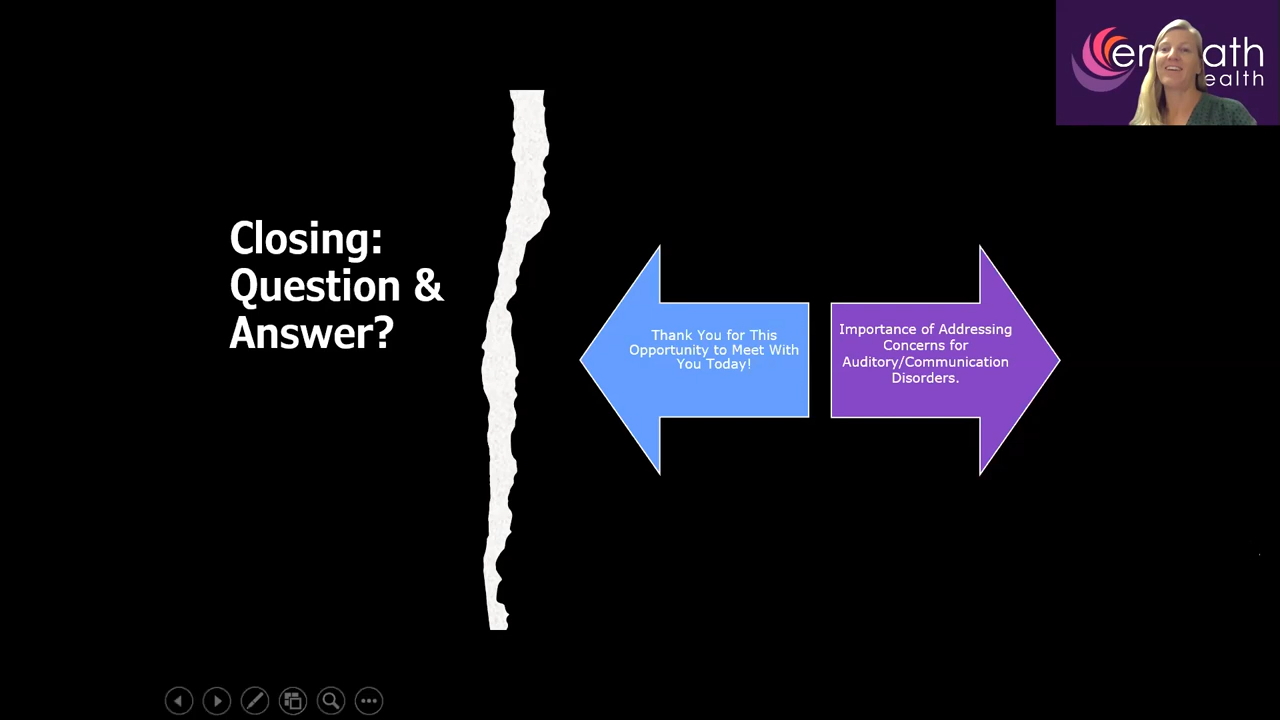 Closing:
Question &
Answer?
Thank You for This
Opportunity to Meet With
You Today!
Importance of Addressing
Concerns for
Auditory/Communication
Disorders.